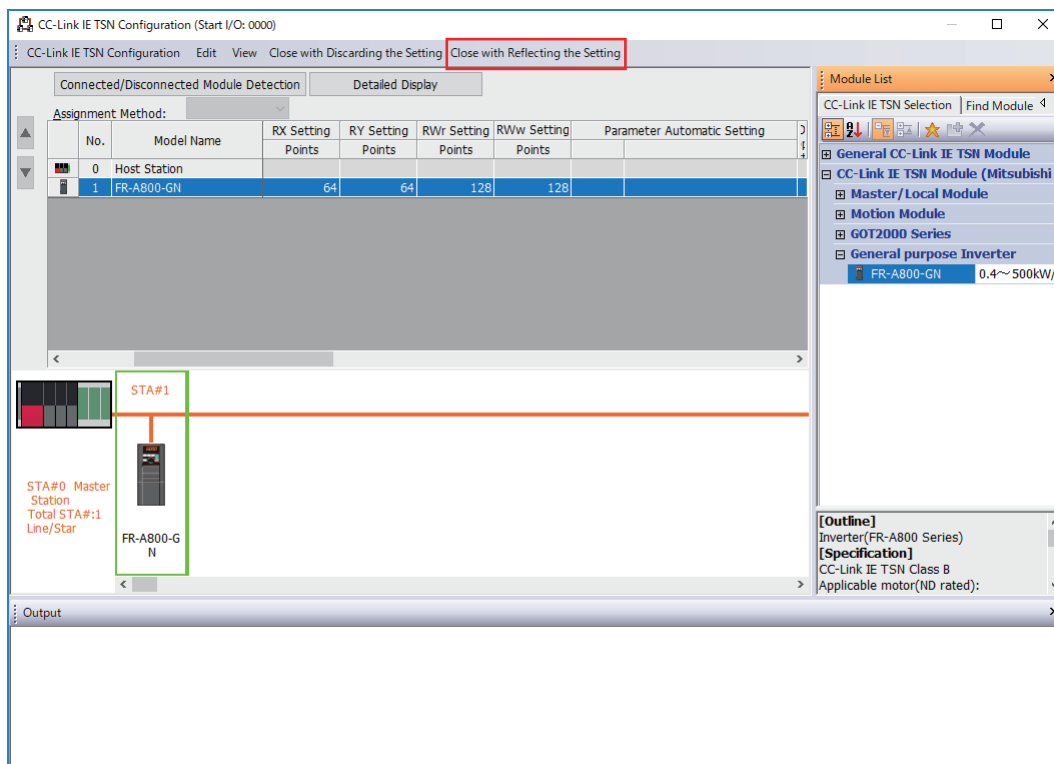 CC-Link IE TSN Configuration (Start I/O: 0000)
CC-Link IE TSN Configuration Edit View Close with Discarding the Setting Close with Reflecting the Setting
Connected/Disconnected Module Detection Detailed Display
Assignment Method:
No. Model Name RX Setting RY Setting RWr Setting RWw Setting Parameter Automatic Setting
Points Points Points Points
0 Host Station
1 FR-A800-GN 64 64 128 128
STA#1
STA#0 Master
Station
Total STA#:1
Line/Star
FR-A800-G
N
Module List
CC-Link IE TSN Selection Find Module
General CC-Link IE TSN Module
CC-Link IE TSN Module (Mitsubishi
Master/Local Module
Motion Module
GOT2000 Series
General purpose Inverter
FR-A800-GN 0.4～500kW/
[Outline]
Inverter(FR-A800 Series)
[Specification]
CC-Link IE TSN Class B
Applicable motor(ND rated):
Output